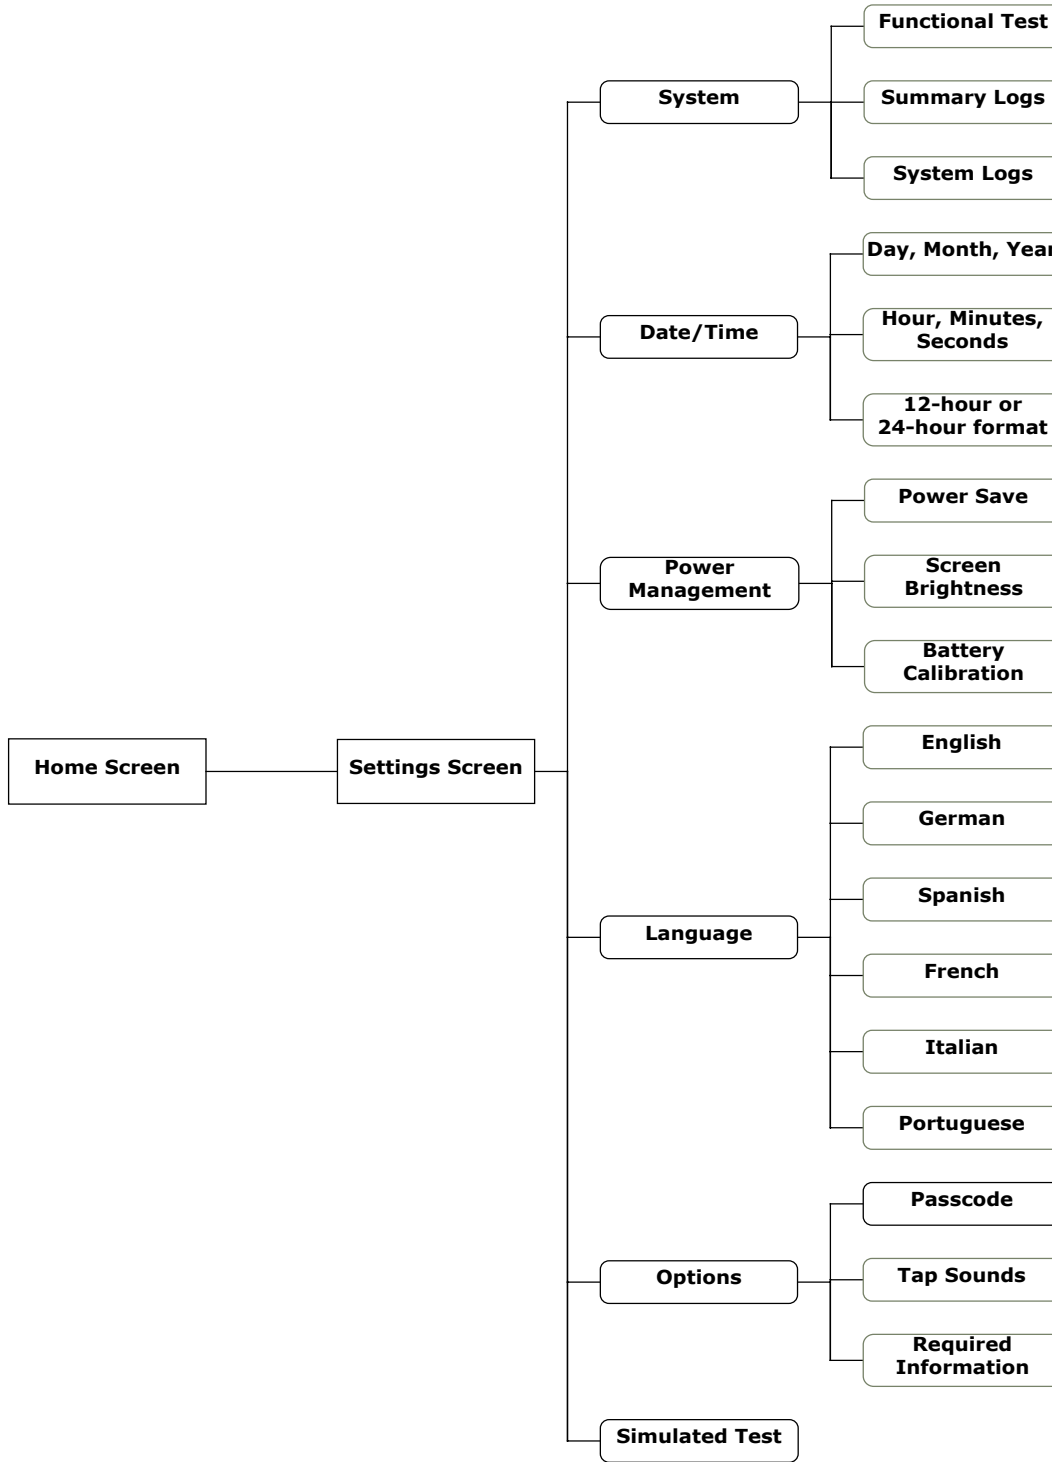 Functional Test
System
Summary Logs
System Logs
Day, Month, Year
Date/Time
Hour, Minutes,
Seconds
12-hour or
24-hour format
Power Save
Power
Management
Screen
Brightness
Battery
Calibration
English
Home Screen
Settings Screen
German
Spanish
Language
French
Italian
Portuguese
Passcode
Options
Tap Sounds
Required
Information
Simulated Test